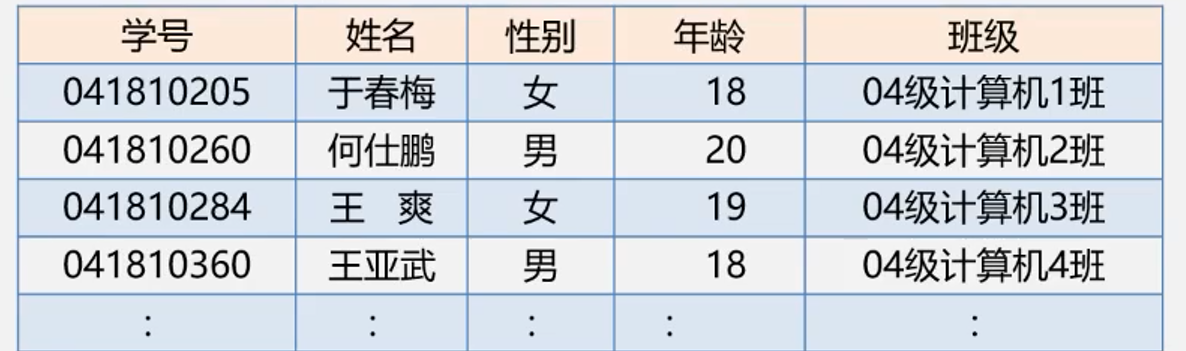 学号 姓名 性别 年龄 班级
041810205 于春梅 女 18 04级计算机1班
041810260 何仕鹏 男 20 04级计算机2班
041810284 王 爽 女 19 04级计算机3班
041810360 王亚武 男 18 04级计算机4班
: : : : :